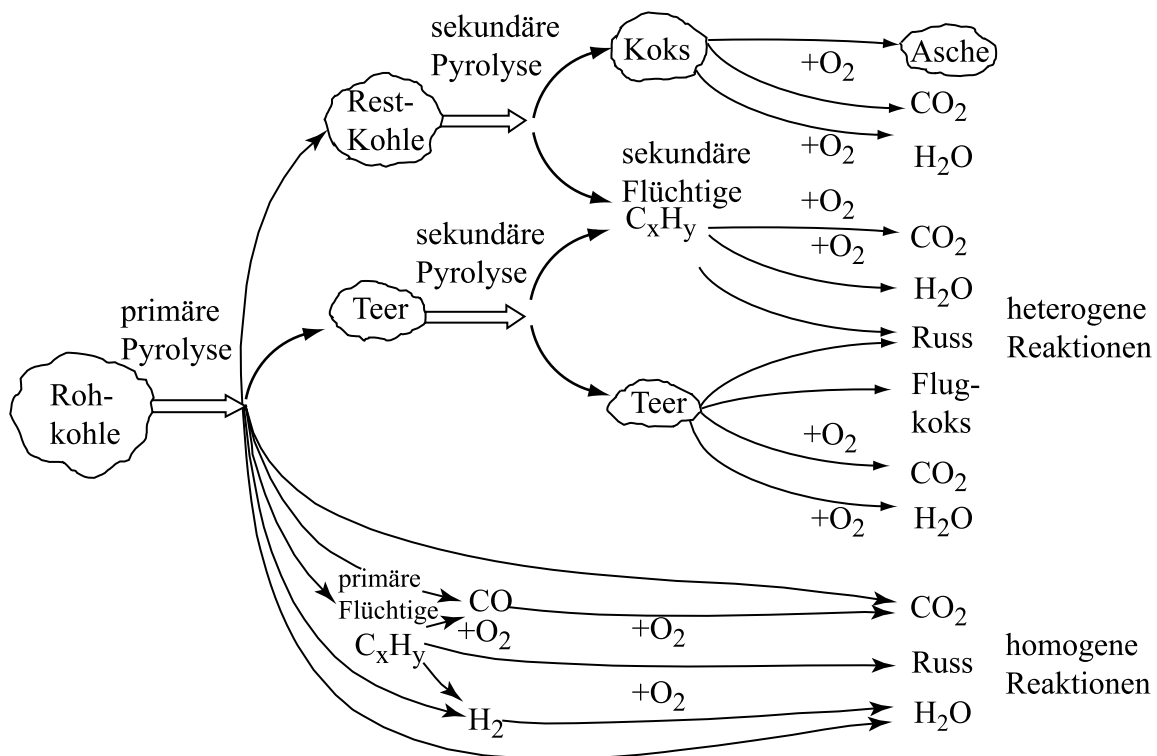 sekundäre
Pyrolyse
Koks
+O2
Asche
CO2
+O2
H2O
Rest-
Kohle
sekundäre
Flüchtige
CxHy
+O2
+O2
CO2
H2O
sekundäre
Pyrolyse
Teer
primäre
Pyrolyse
Roh-
kohle
Russ
heterogene
Reaktionen
Teer
Flug-
koks
+O2
CO2
+O2
H2O
primäre
Flüchtige
CxHy
CO
+O2
+O2
CO2
Russ
homogene
Reaktionen
+O2
H2
H2O